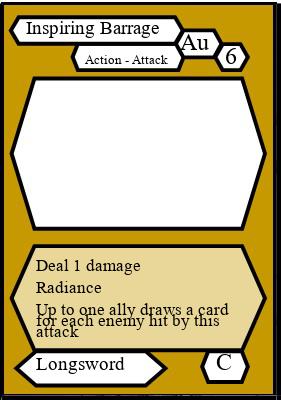 Inspiring Barrage
Au
6
Action - Attack
Deal 1 damage
Radiance
Up to one ally draws a card
for each enemy hit by this
attack
Longsword
C